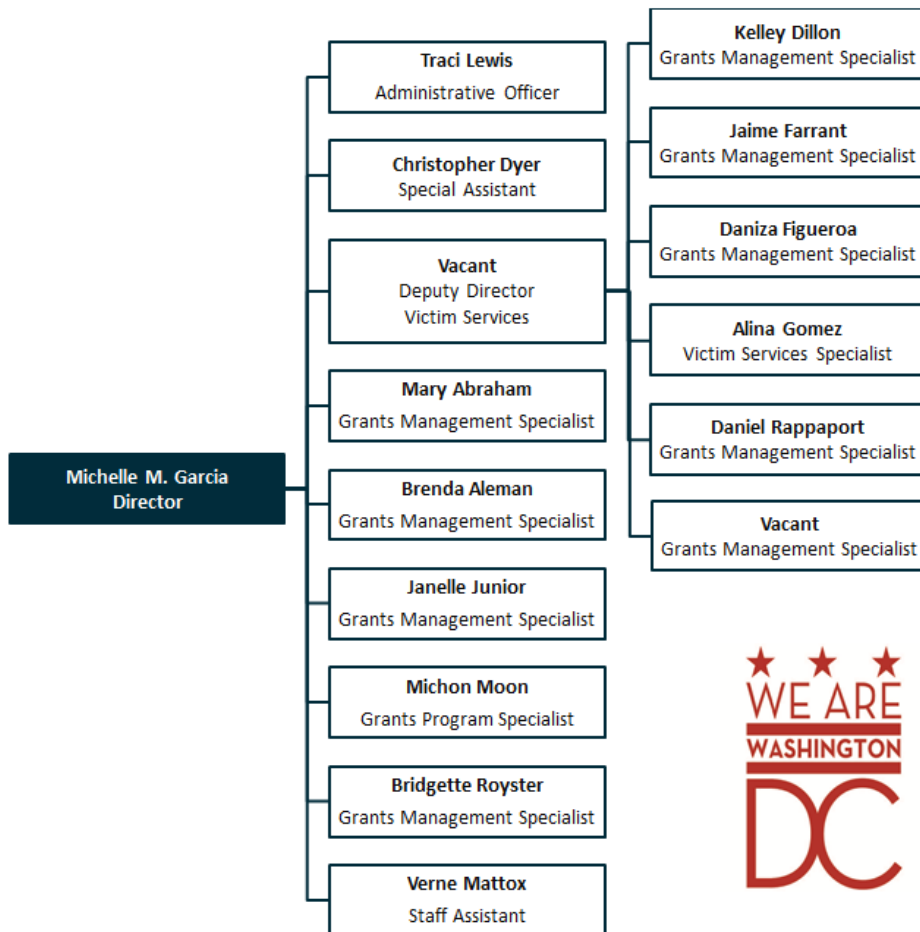 Michelle M. Garcia
Director
Traci Lewis
Administrative Officer
Christopher Dyer
Special Assistant
Vacant
Deputy Director
Victim Services
Mary Abraham
Grants Management Specialist
Brenda Aleman
Grants Management Specialist
Janelle Junior
Grants Management Specialist
Michon Moon
Grants Program Specialist
Bridgette Royster
Grants Management Specialist
Verne Mattox
Staff Assistant
Kelley Dillon
Grants Management Specialist
Jaime Farrant
Grants Management Specialist
Daniza Figueroa
Grants Management Specialist
Alina Gomez
Victim Services Specialist
Daniel Rappaport
Grants Management Specialist
Vacant
Grants Management Specialist
WE ARE
WASHINGTON
DC